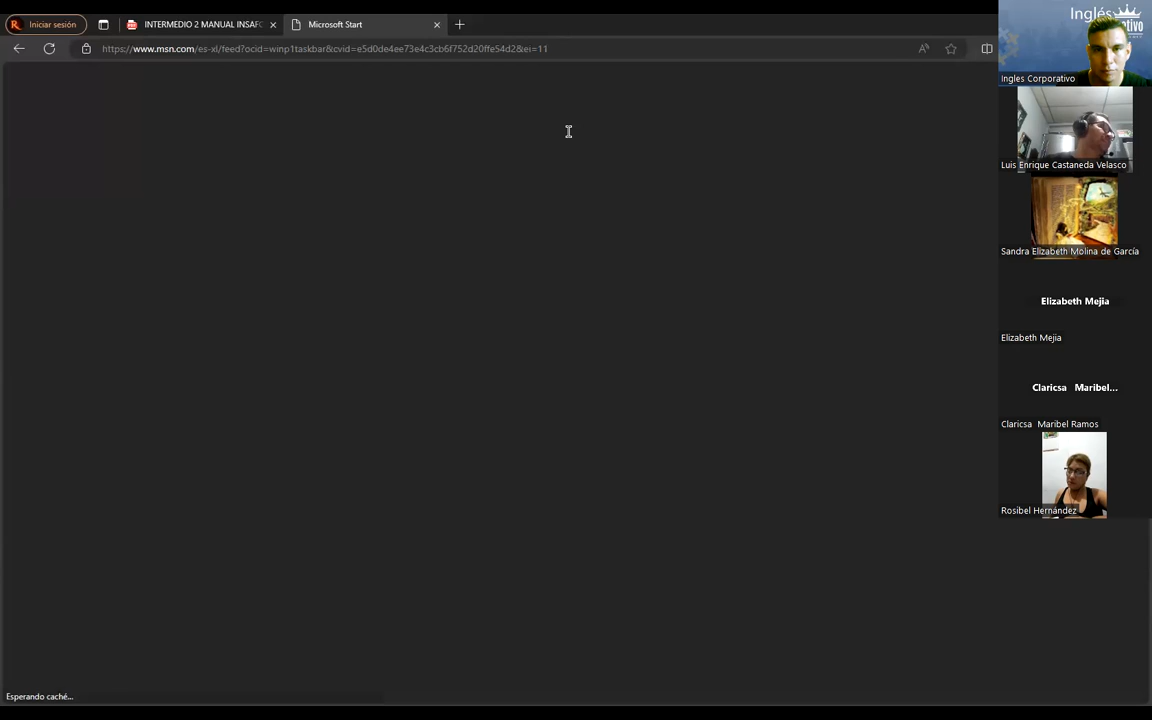 Iniciar sesión
INTERMEDIO 2 MANUAL INSAFO
Microsoft Start
https://www.msn.com/es-xl/feed?ocid=winp1taskbar&cvid=e5d0de4ee73e4c3cb6f752d20ffe54d2&ei=11
Inglés
Ingles Corporativo
Luis Enrique Castaneda Velasco
Sandra Elizabeth Molina de García
Elizabeth Mejia
Elizabeth Mejia
Claricsa Maribel...
Claricsa Maribel Ramos
Rosibel Hernández
Esperando caché...